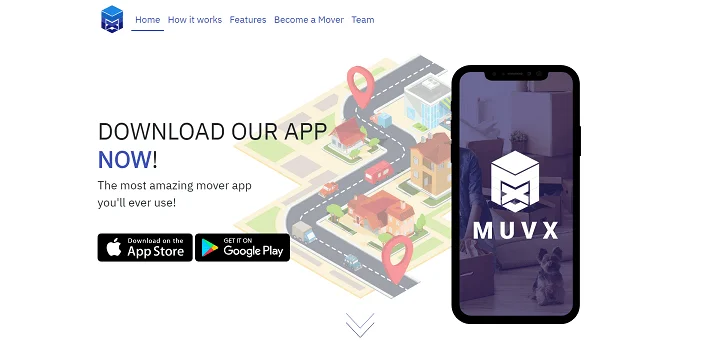 Home How it works Features Become a Mover Team
DOWNLOAD OUR APP
NOW!
The most amazing mover app
you'll ever use!
Download on the
App Store
GET IT ON
Google Play
MUVX